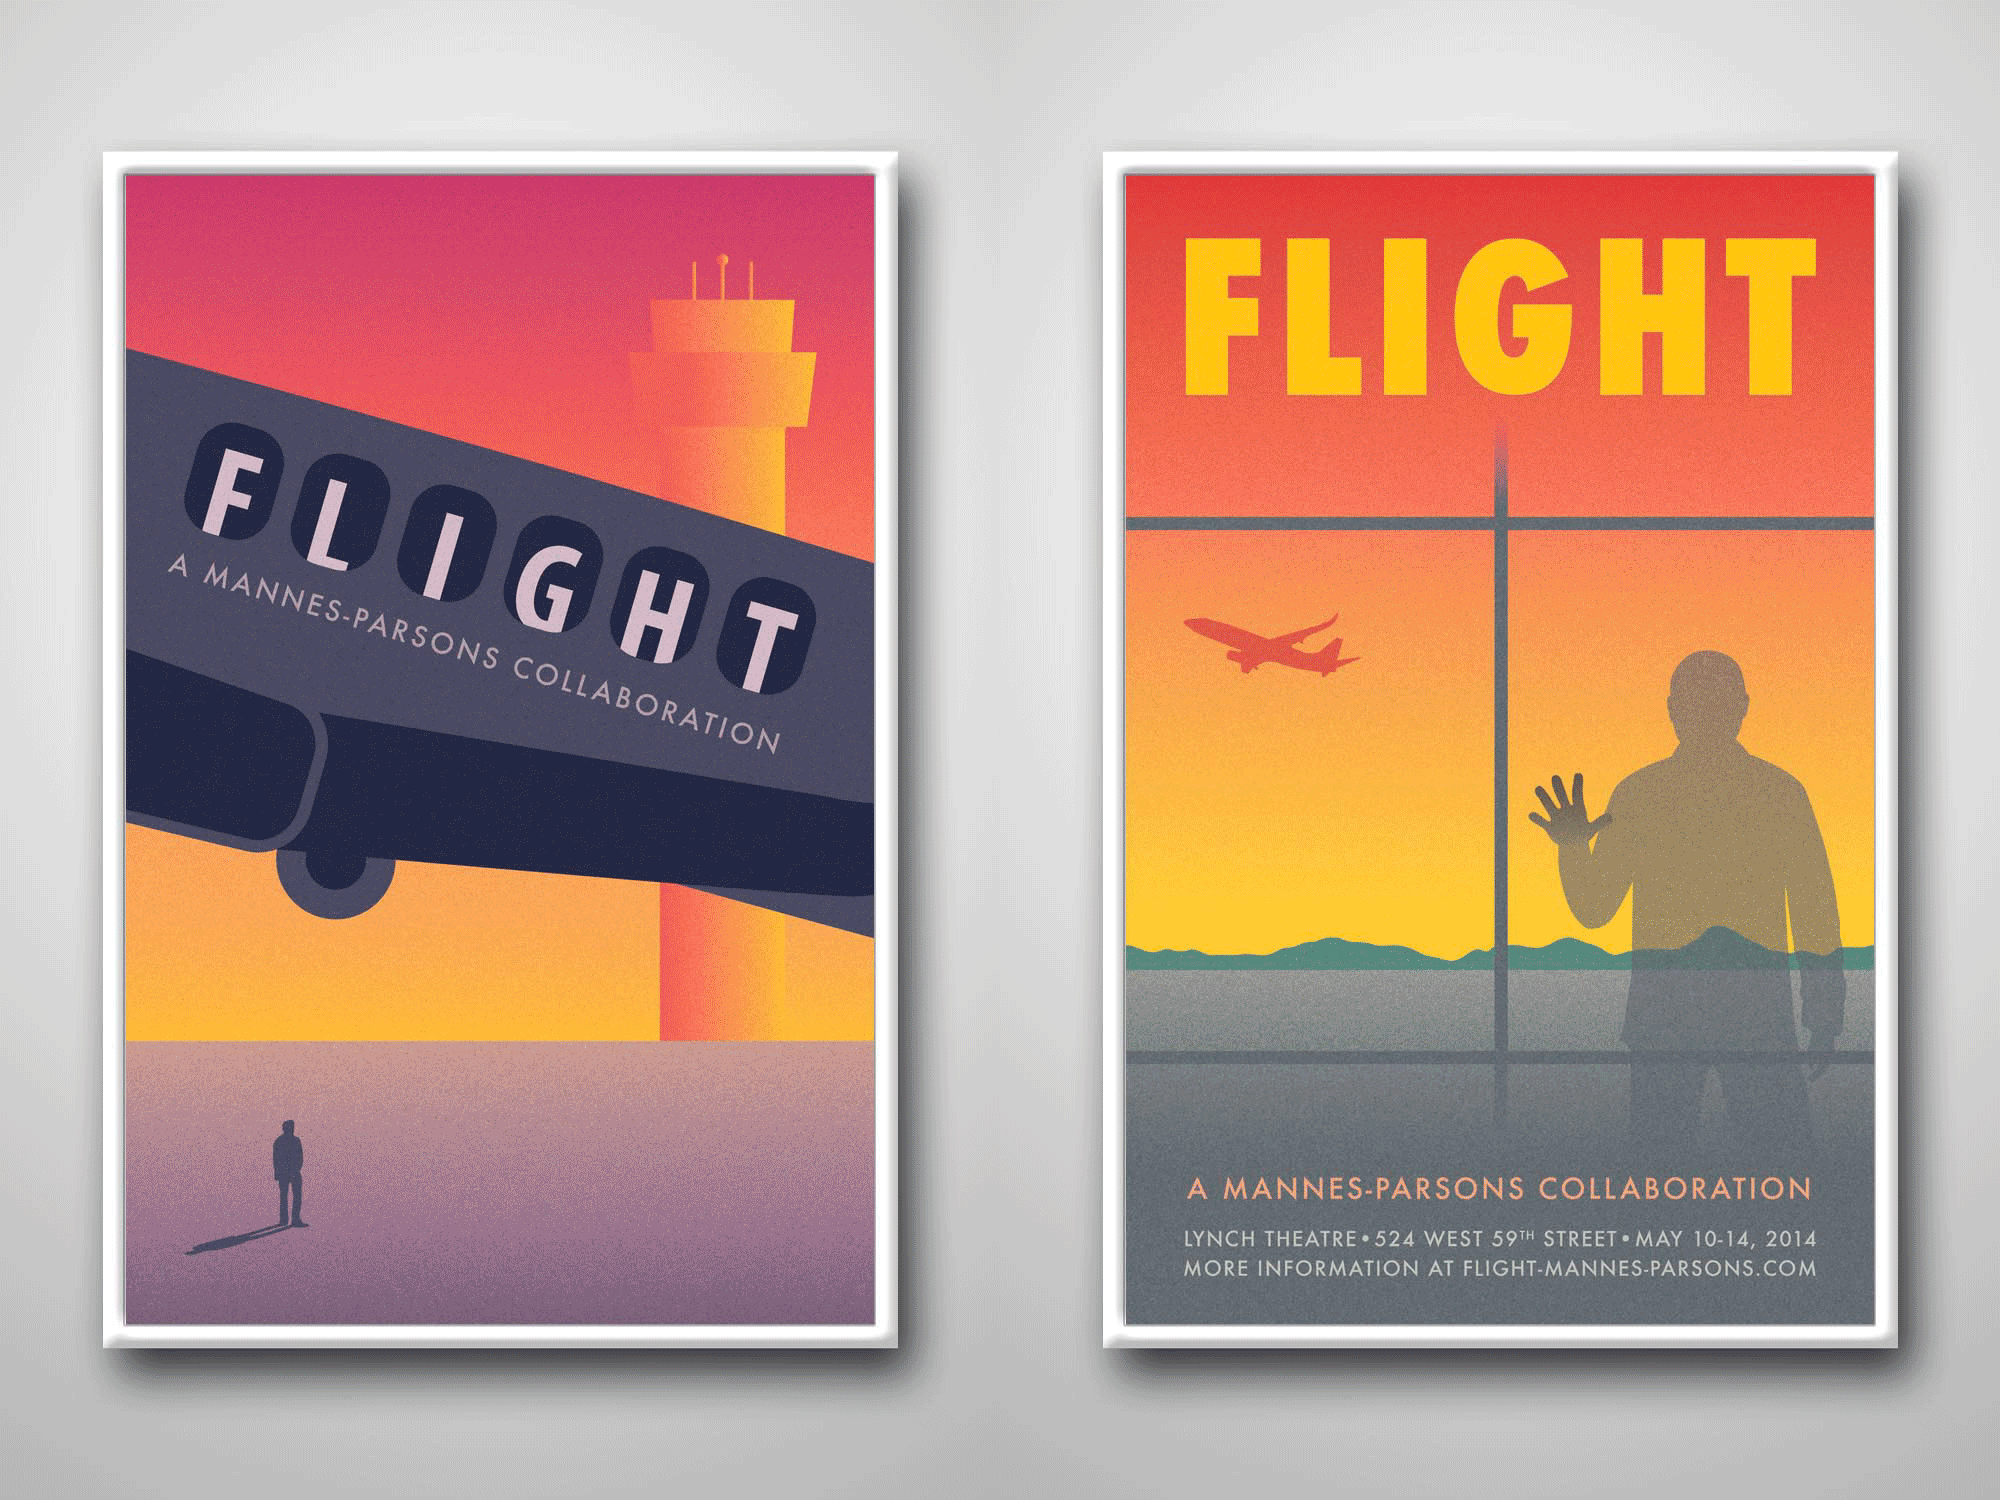 FLIGHT
A MANNES-PARSONS COLLABORATION
FLIGHT
A MANNES-PARSONS COLLABORATION
LYNCH THEATRE•524 WEST 59TH STREET•MAY 10-14, 2014
MORE INFORMATION AT FLIGHT-MANNES-PARSONS.COM